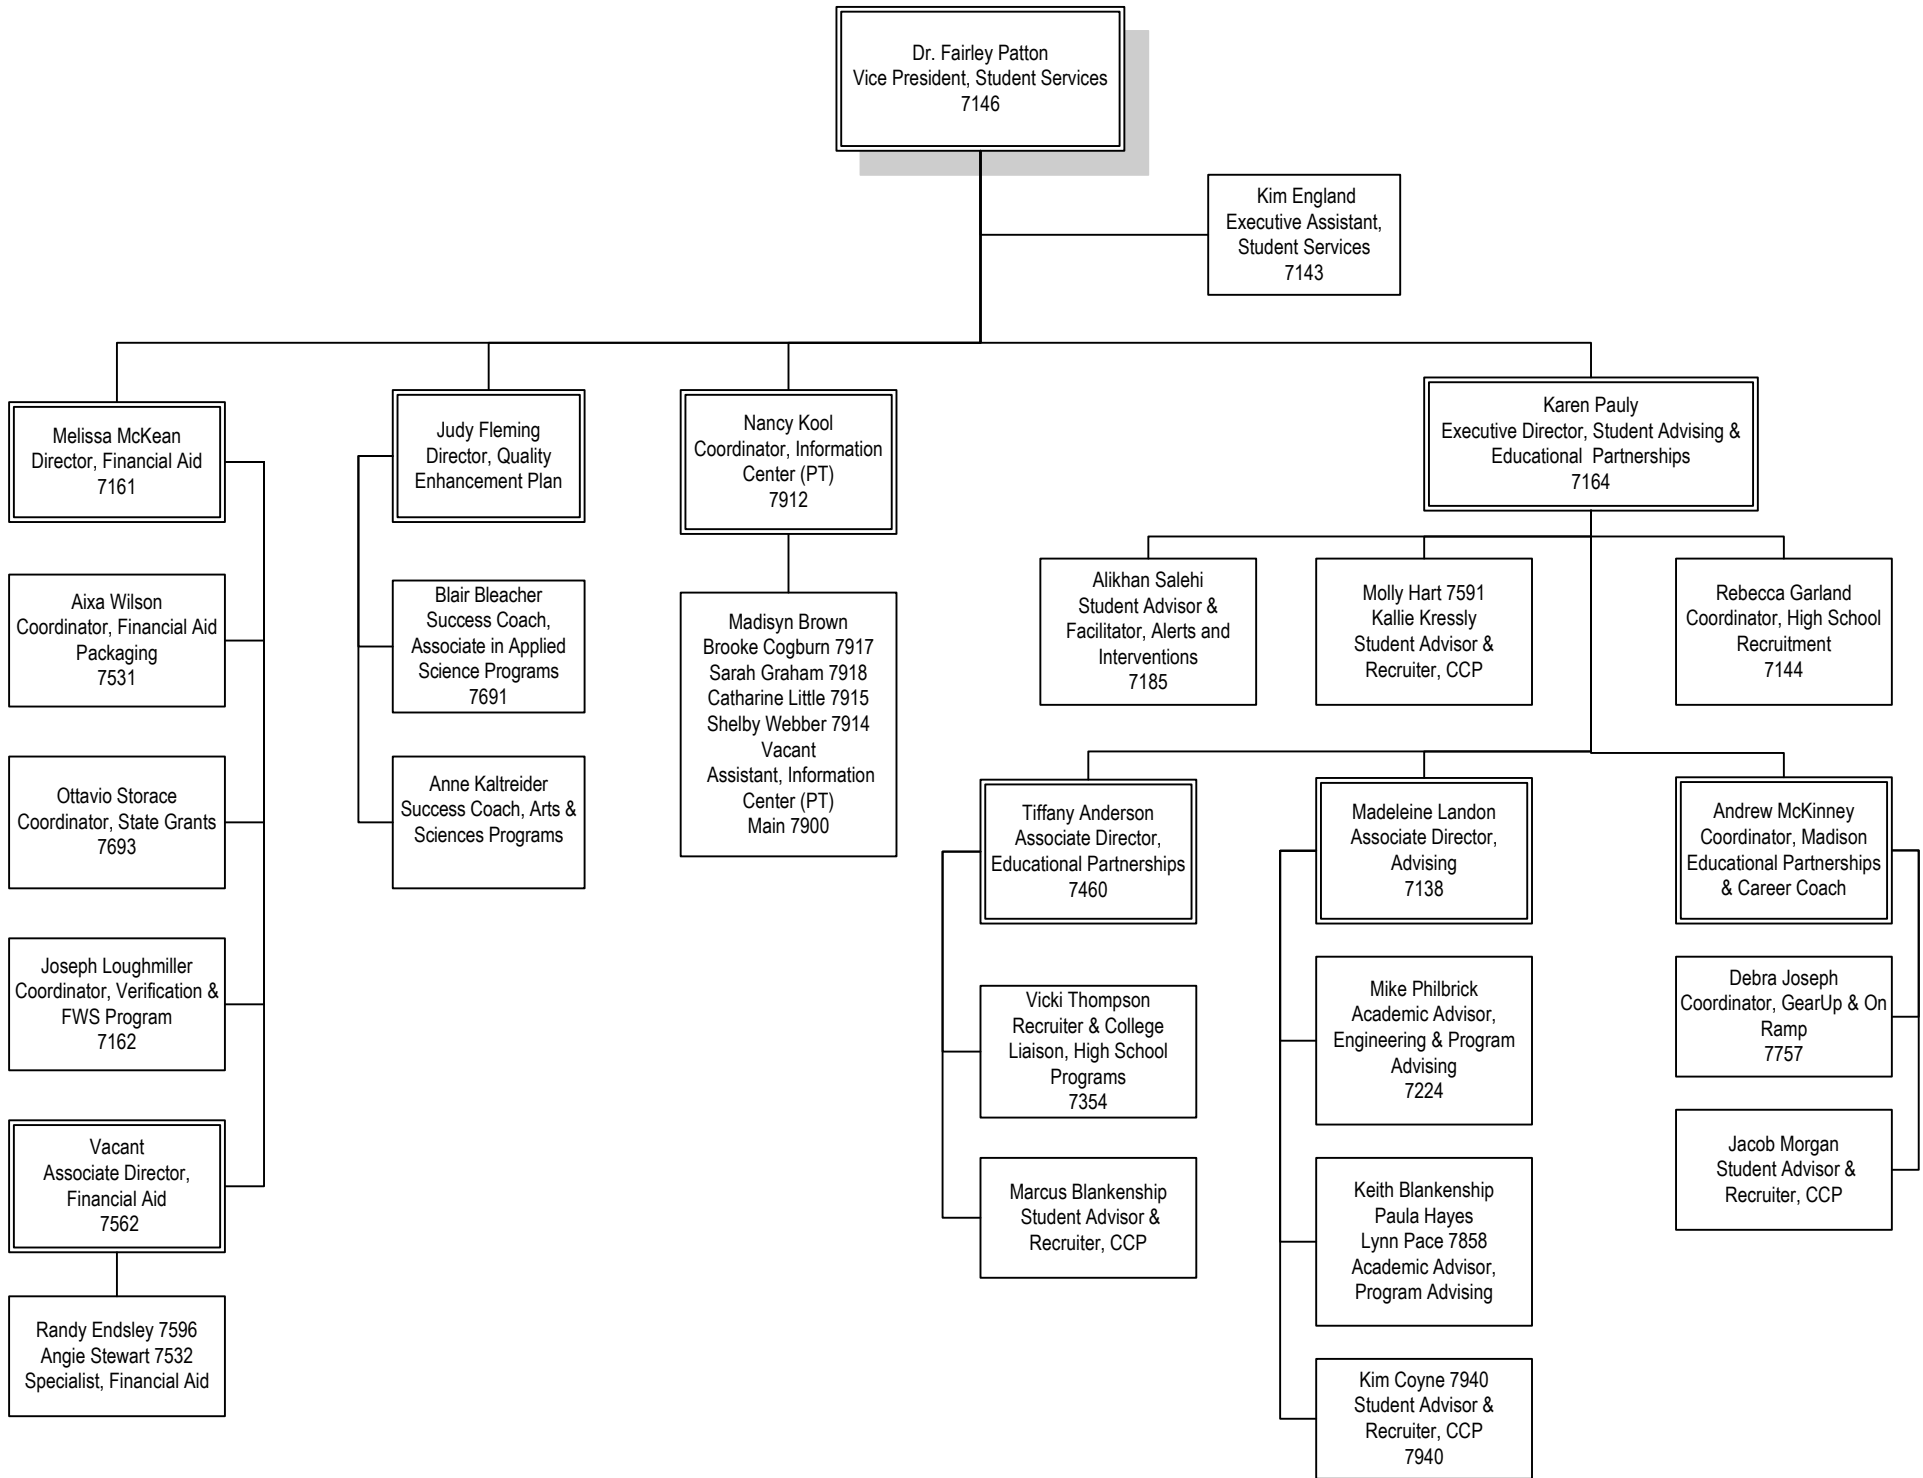 Dr. Fairley Patton
Vice President, Student Services
7146
Kim England
Executive Assistant,
Student Services
7143
Melissa McKean
Director, Financial Aid
7161
Aixa Wilson
Coordinator, Financial Aid
Packaging
7531
Ottavio Storace
Coordinator, State Grants
7693
Joseph Loughmiller
Coordinator, Verification &
FWS Program
7162
Vacant
Associate Director,
Financial Aid
7562
Randy Endsley 7596
Angie Stewart 7532
Specialist, Financial Aid
Judy Fleming
Director, Quality
Enhancement Plan
Blair Bleacher
Success Coach,
Associate in Applied
Science Programs
7691
Anne Kaltreider
Success Coach, Arts &
Sciences Programs
Nancy Kool
Coordinator, Information
Center (PT)
7912
Madisyn Brown
Brooke Cogburn 7917
Sarah Graham 7918
Catharine Little 7915
Shelby Webber 7914
Vacant
Assistant, Information
Center (PT)
Main 7900
Karen Pauly
Executive Director, Student Advising &
Educational Partnerships
7164
Alikhan Salehi
Student Advisor &
Facilitator, Alerts and
Interventions
7185
Molly Hart 7591
Kallie Kressly
Student Advisor &
Recruiter, CCP
Rebecca Garland
Coordinator, High School
Recruitment
7144
Tiffany Anderson
Associate Director,
Educational Partnerships
7460
Vicki Thompson
Recruiter & College
Liaison, High School
Programs
7354
Marcus Blankenship
Student Advisor &
Recruiter, CCP
Madeleine Landon
Associate Director,
Advising
7138
Mike Philbrick
Academic Advisor,
Engineering & Program
Advising
7224
Keith Blankenship
Paula Hayes
Lynn Pace 7858
Academic Advisor,
Program Advising
Kim Coyne 7940
Student Advisor &
Recruiter, CCP
7940
Andrew McKinney
Coordinator, Madison
Educational Partnerships
& Career Coach
Debra Joseph
Coordinator, GearUp & On
Ramp
7757
Jacob Morgan
Student Advisor &
Recruiter, CCP